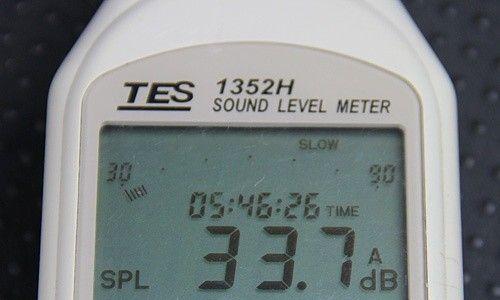 TES 1352H
SOUND LEVEL METER
SLOW
30 90
05:46:26 TIME
SPL 33.7 A dB